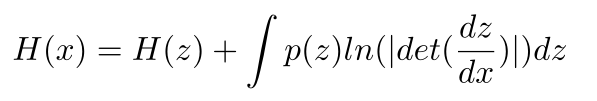 H(x) = H(z) + ∫ p(z)ln(|det(dz/dx)|)dz